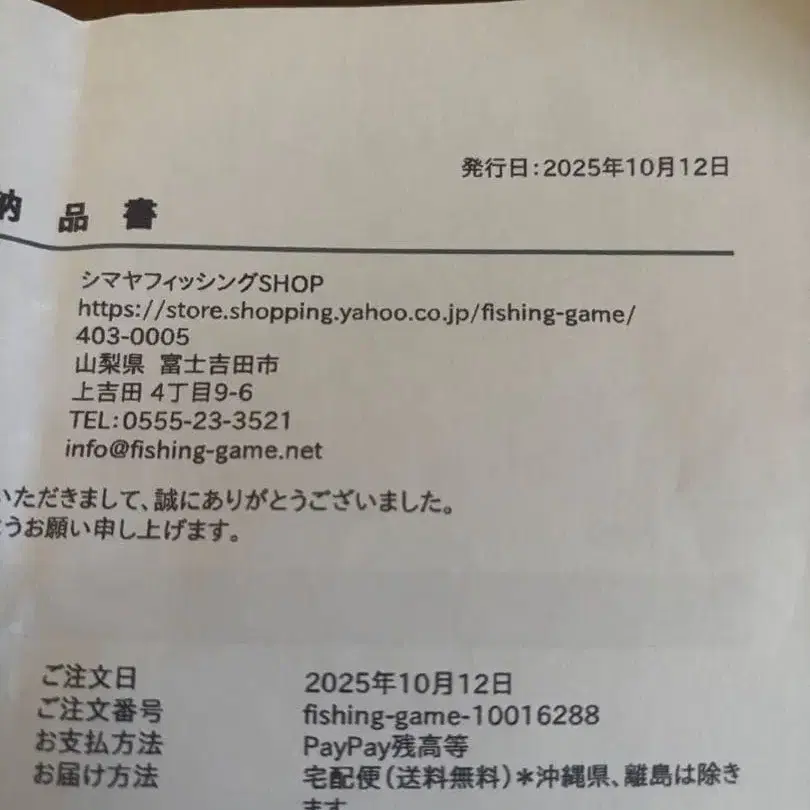 発行日:2025年10月12日
納 品 書
シマヤフィッシングSHOP
https://store.shopping.yahoo.co.jp/fishing-game/
403-0005
山梨県 富士吉田市
上吉田 4丁目9-6
TEL:0555-23-3521
info@fishing-game.net
いただきまして、誠にありがとうございました。
ようお願い申し上げます。
ご注文日 2025年10月12日
ご注文番号 fishing-game-10016288
お支払方法 PayPay残高等
お届け方法 宅配便(送料無料)*沖縄県、離島は除き
ます